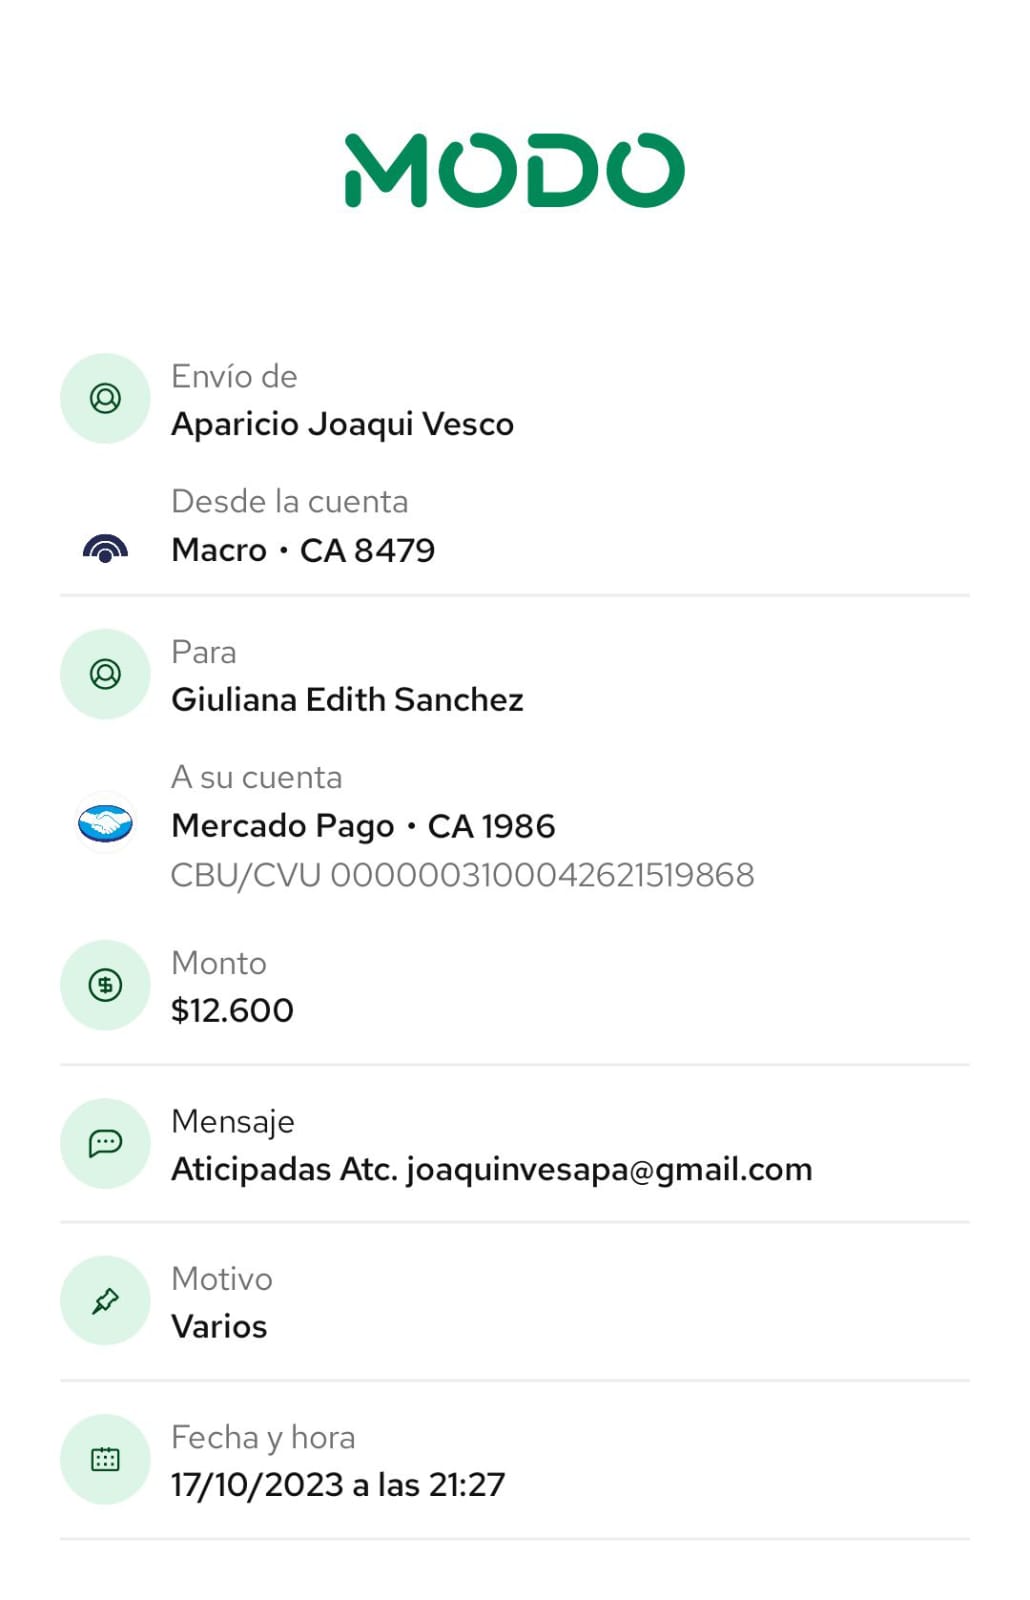 MODO
Envío de
Aparicio Joaqui Vesco
Desde la cuenta
Macro • CA 8479
Para
Giuliana Edith Sanchez
A su cuenta
Mercado Pago • CA 1986
CBU/CVU 0000003100042621519868
Monto
$12.600
Mensaje
Aticipadas Atc. joaquinvesapa@gmail.com
Motivo
Varios
Fecha y hora
17/10/2023 a las 21:27